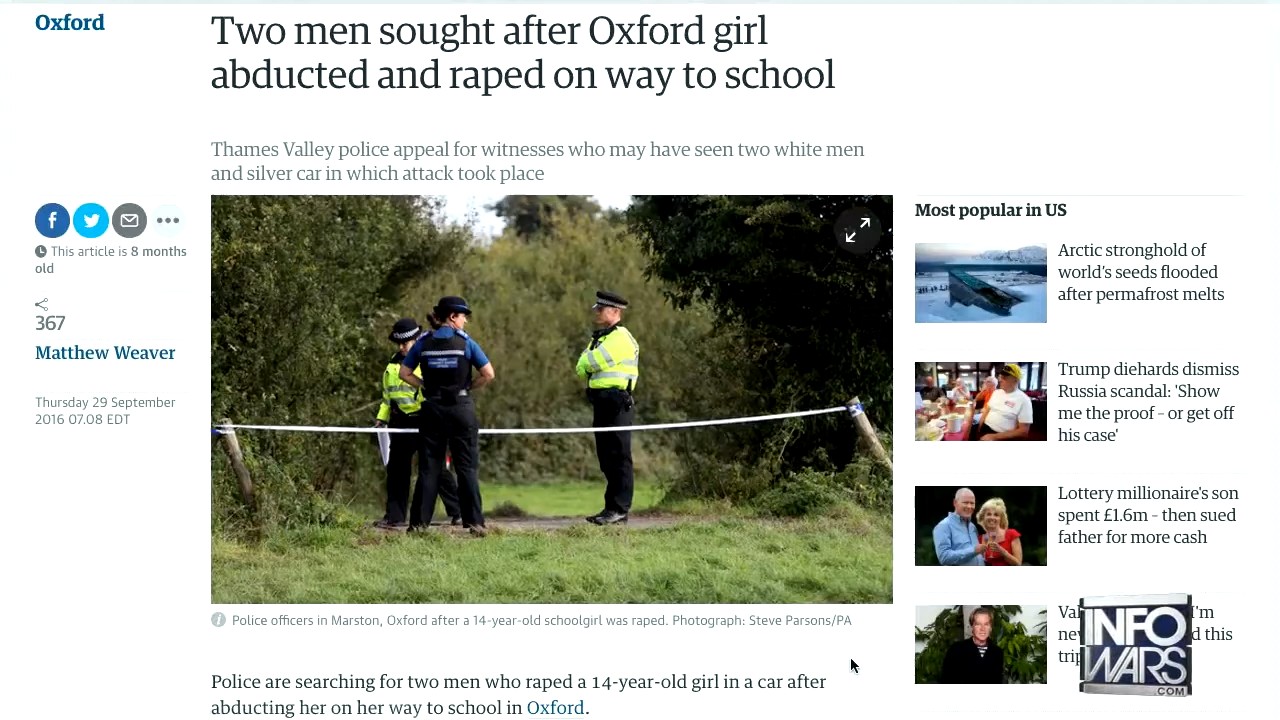 Oxford
Two men sought after Oxford girl
abducted and raped on way to school
Thames Valley police appeal for witnesses who may have seen two white men
and silver car in which attack took place
This article is 8 months
old
367
Matthew Weaver
Thursday 29 September
2016 07.08 EDT
Police officers in Marston, Oxford after a 14-year-old schoolgirl was raped. Photograph: Steve Parsons/PA
Police are searching for two men who raped a 14-year-old girl in a car after
abducting her on her way to school in Oxford.
Most popular in US
Arctic stronghold of
world's seeds flooded
after permafrost melts
Trump diehards dismiss
Russia scandal: 'Show
me the proof – or get off
his case'
Lottery millionaire's son
spent £1.6m – then sued
father for more cash
this
INFO
WARS
.COM